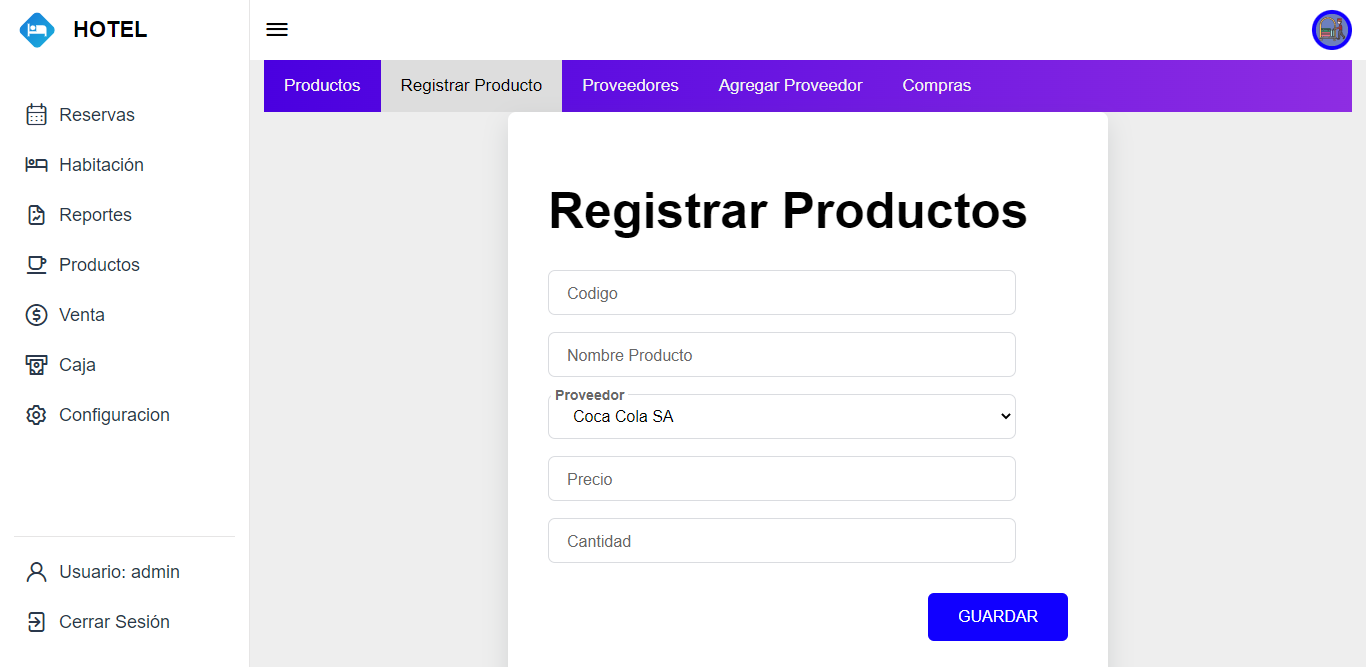 HOTEL
Reservas
Habitación
Reportes
Productos
Venta
Caja
Configuracion
Usuario: admin
Cerrar Sesión
Productos Registrar Producto Proveedores Agregar Proveedor Compras
Registrar Productos
Codigo
Nombre Producto
Proveedor
Coca Cola SA
Precio
Cantidad
GUARDAR